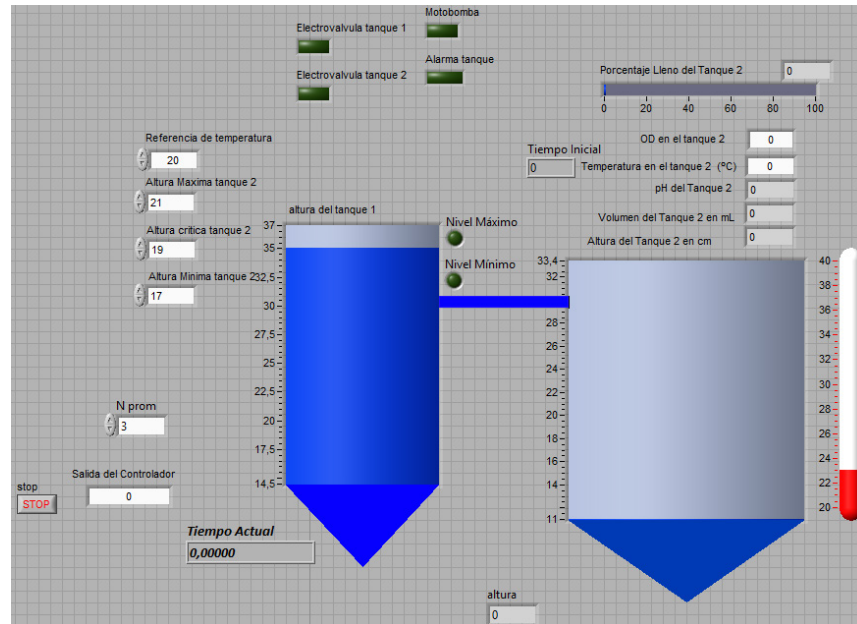 Motobomba
Electrovalvula tanque 1
Alarma tanque
Electrovalvula tanque 2
Porcentaje Lleno del Tanque 2
0
0 20 40 60 80 100
Referencia de temperatura
20
Altura Maxima tanque 2
21
Altura critica tanque 2
19
Altura Minima tanque 2
17
Tiempo Inicial
0
OD en el tanque 2
0
Temperatura en el tanque 2 (ºC)
0
pH del Tanque 2
0
Volumen del Tanque 2 en mL
0
Altura del Tanque 2 en cm
0
altura del tanque 1
37
35
32,5
30
27,5
25
22,5
20
17,5
14,5
Nivel Máximo
Nivel Mínimo
33,4
32
28
26
24
22
20
18
16
14
11
40
38
36
34
32
30
28
26
24
22
20
N prom
3
Salida del Controlador
0
stop
STOP
Tiempo Actual
0,00000
altura
0